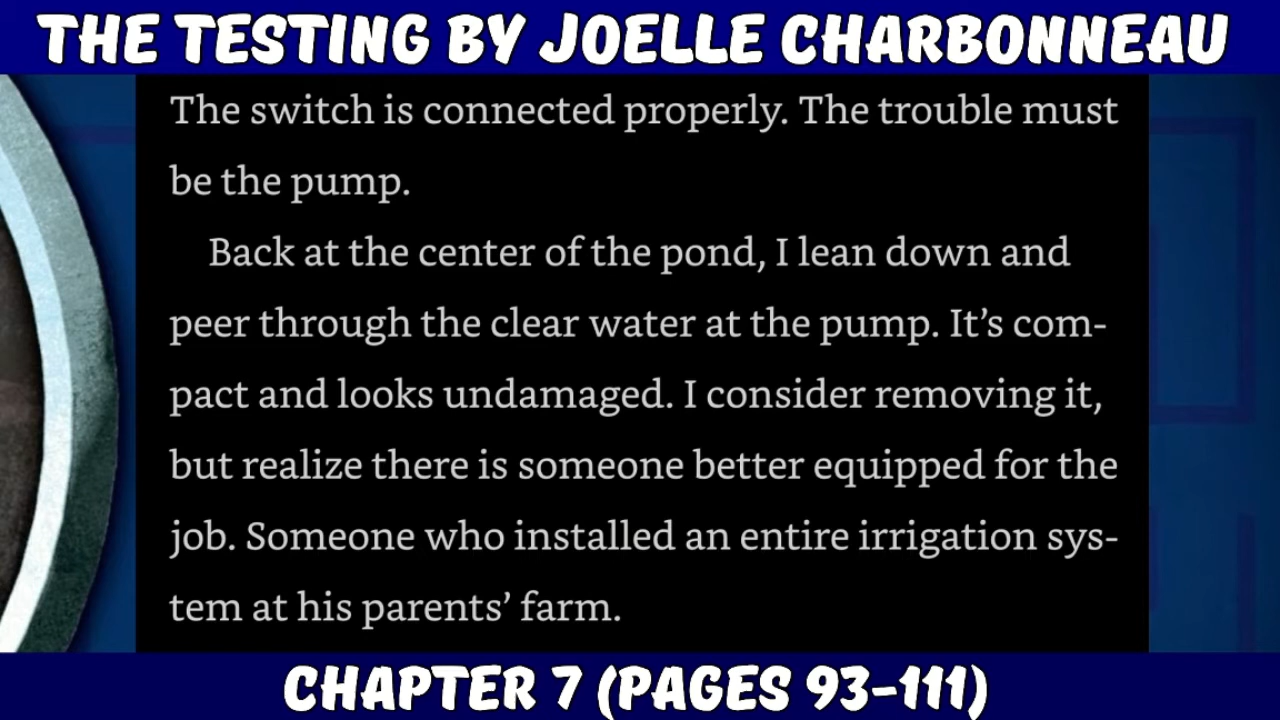 THE TESTING BY JOELLE CHARBONNEAU
The switch is connected properly. The trouble must
be the pump.
Back at the center of the pond, I lean down and
peer through the clear water at the pump. It’s com-
pact and looks undamaged. I consider removing it,
but realize there is someone better equipped for the
job. Someone who installed an entire irrigation sys-
tem at his parents’ farm.
CHAPTER 7 (PAGES 93-111)